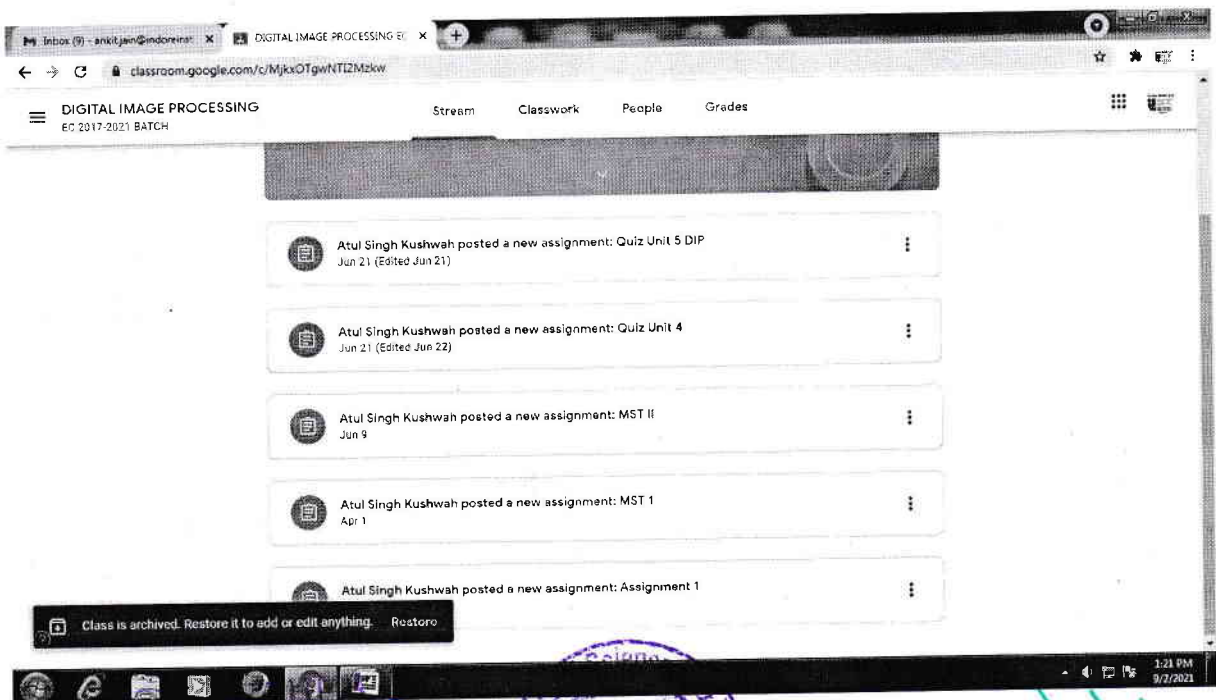 Inbox (9) - ankit.jain@indoreinst
DIGITAL IMAGE PROCESSING EC
classroom.google.com/c/MjkxOTgwNTI2Mzkw
DIGITAL IMAGE PROCESSING
EC 2017-2021 BATCH
Stream Classwork People Grades
Atul Singh Kushwah posted a new assignment: Quiz Unit 5 DIP
Jun 21 (Edited Jun 21)
Atul Singh Kushwah posted a new assignment: Quiz Unit 4
Jun 21 (Edited Jun 22)
Atul Singh Kushwah posted a new assignment: MST II
Jun 9
Atul Singh Kushwah posted a new assignment: MST 1
Apr 1
Atul Singh Kushwah posted a new assignment: Assignment 1
Class is archived. Restore it to add or edit anything. Restore
1:21 PM
9/2/2021